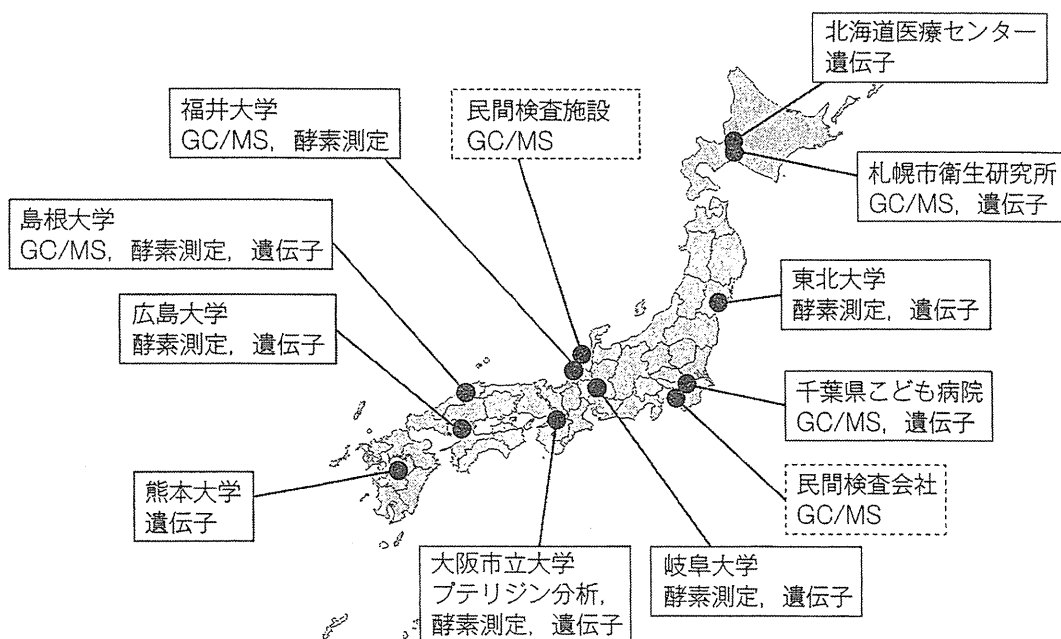 北海道医療センター
遺伝子
福井大学
GC/MS, 酵素測定
民間検査施設
GC/MS
札幌市衛生研究所
GC/MS, 遺伝子
島根大学
GC/MS, 酵素測定, 遺伝子
東北大学
酵素測定, 遺伝子
広島大学
酵素測定, 遺伝子
千葉県こども病院
GC/MS, 遺伝子
熊本大学
遺伝子
民間検査会社
GC/MS
大阪市立大学
プテリジン分析,
酵素測定, 遺伝子
岐阜大学
酵素測定, 遺伝子